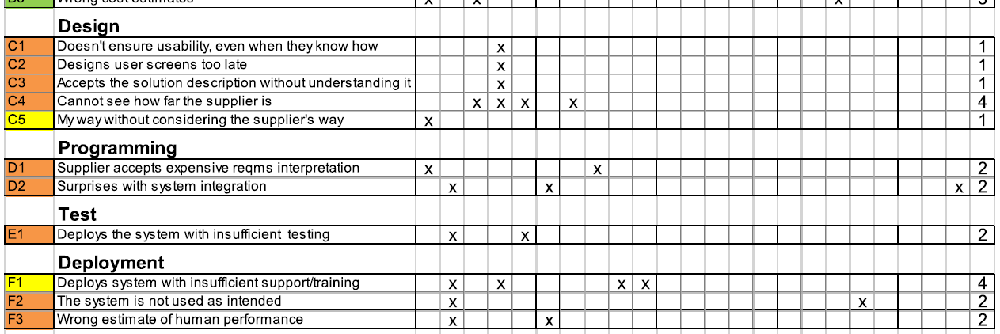 Wrong cost estimates x x x 3
Design
C1 Doesn't ensure usability, even when they know how x 1
C2 Designs user screens too late x 1
C3 Accepts the solution description without understanding it x 1
C4 Cannot see how far the supplier is x x x x 4
C5 My way without considering the supplier's way x 1
Programming
D1 Supplier accepts expensive reqms interpretation x x 2
D2 Surprises with system integration x x x 2
Test
E1 Deploys the system with insufficient testing x x 2
Deployment
F1 Deploys system with insufficient support/training x x x x 4
F2 The system is not used as intended x x 2
F3 Wrong estimate of human performance x x 2